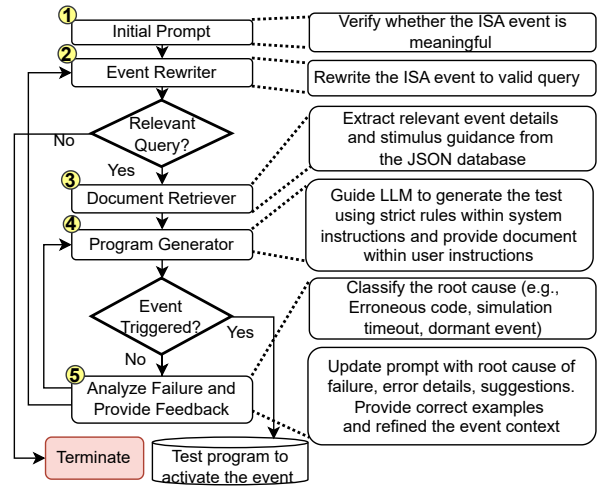 1
Initial Prompt
Verify whether the ISA event is
meaningful
2
Event Rewriter
Rewrite the ISA event to valid query
Relevant
Query?
No
Yes
Extract relevant event details
and stimulus guidance from
the JSON database
3
Document Retriever
4
Program Generator
Guide LLM to generate the test
using strict rules within system
instructions and provide document
within user instructions
Event
Triggered?
Yes
No
Classify the root cause (e.g.,
Erroneous code, simulation
timeout, dormant event)
5
Analyze Failure and
Provide Feedback
Update prompt with root cause of
failure, error details, suggestions.
Provide correct examples
and refined the event context
Terminate
Test program to
activate the event